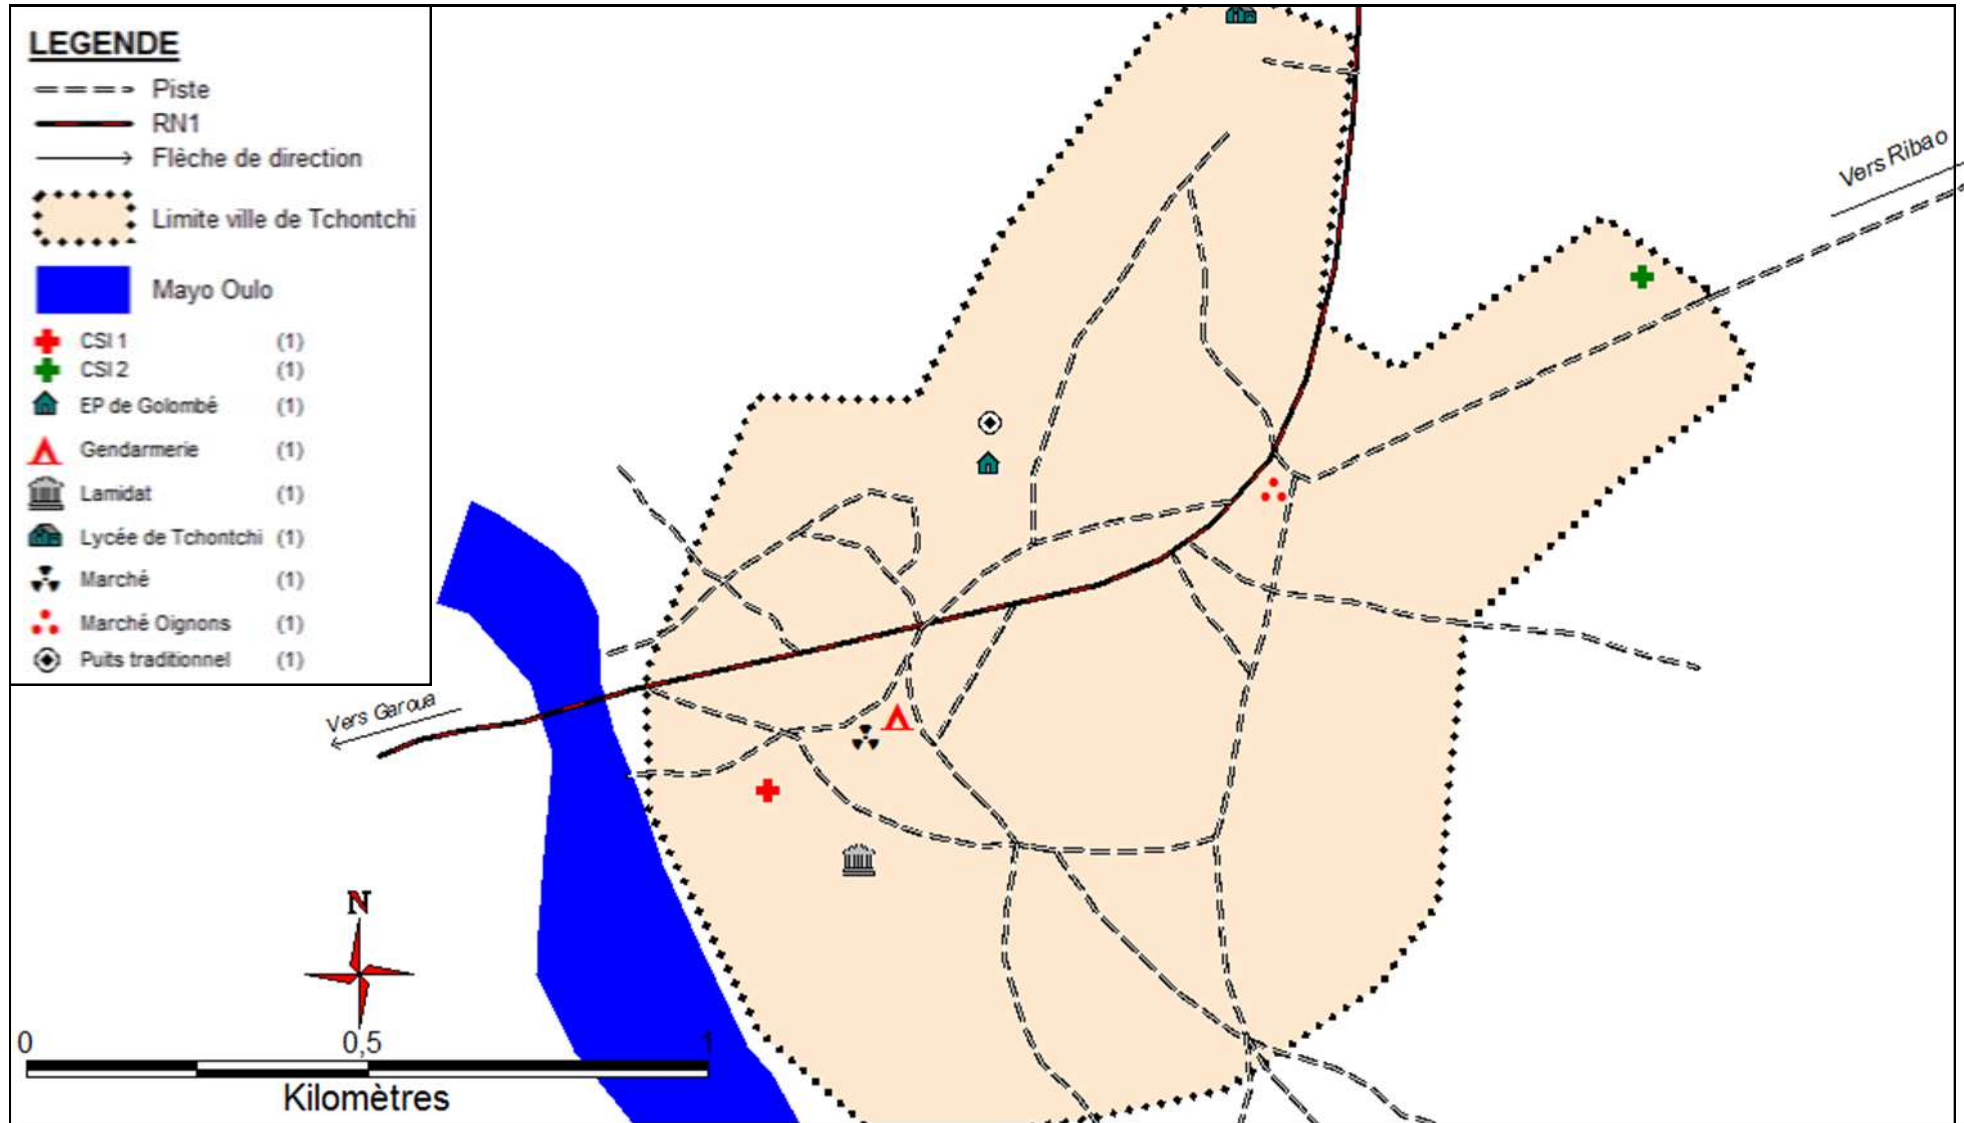 LEGENDE
Piste
RN1
Flèche de direction
Limite ville de Tchontchi
Mayo Oulo
CSI 1 (1)
CSI 2 (1)
EP de Golombé (1)
Gendarmerie (1)
Lamidat (1)
Lycée de Tchontchi (1)
Marché (1)
Marché Oignons (1)
Puits traditionnel (1)
Vers Ribao
Vers Garoua
N
0 0,5 1
Kilomètres